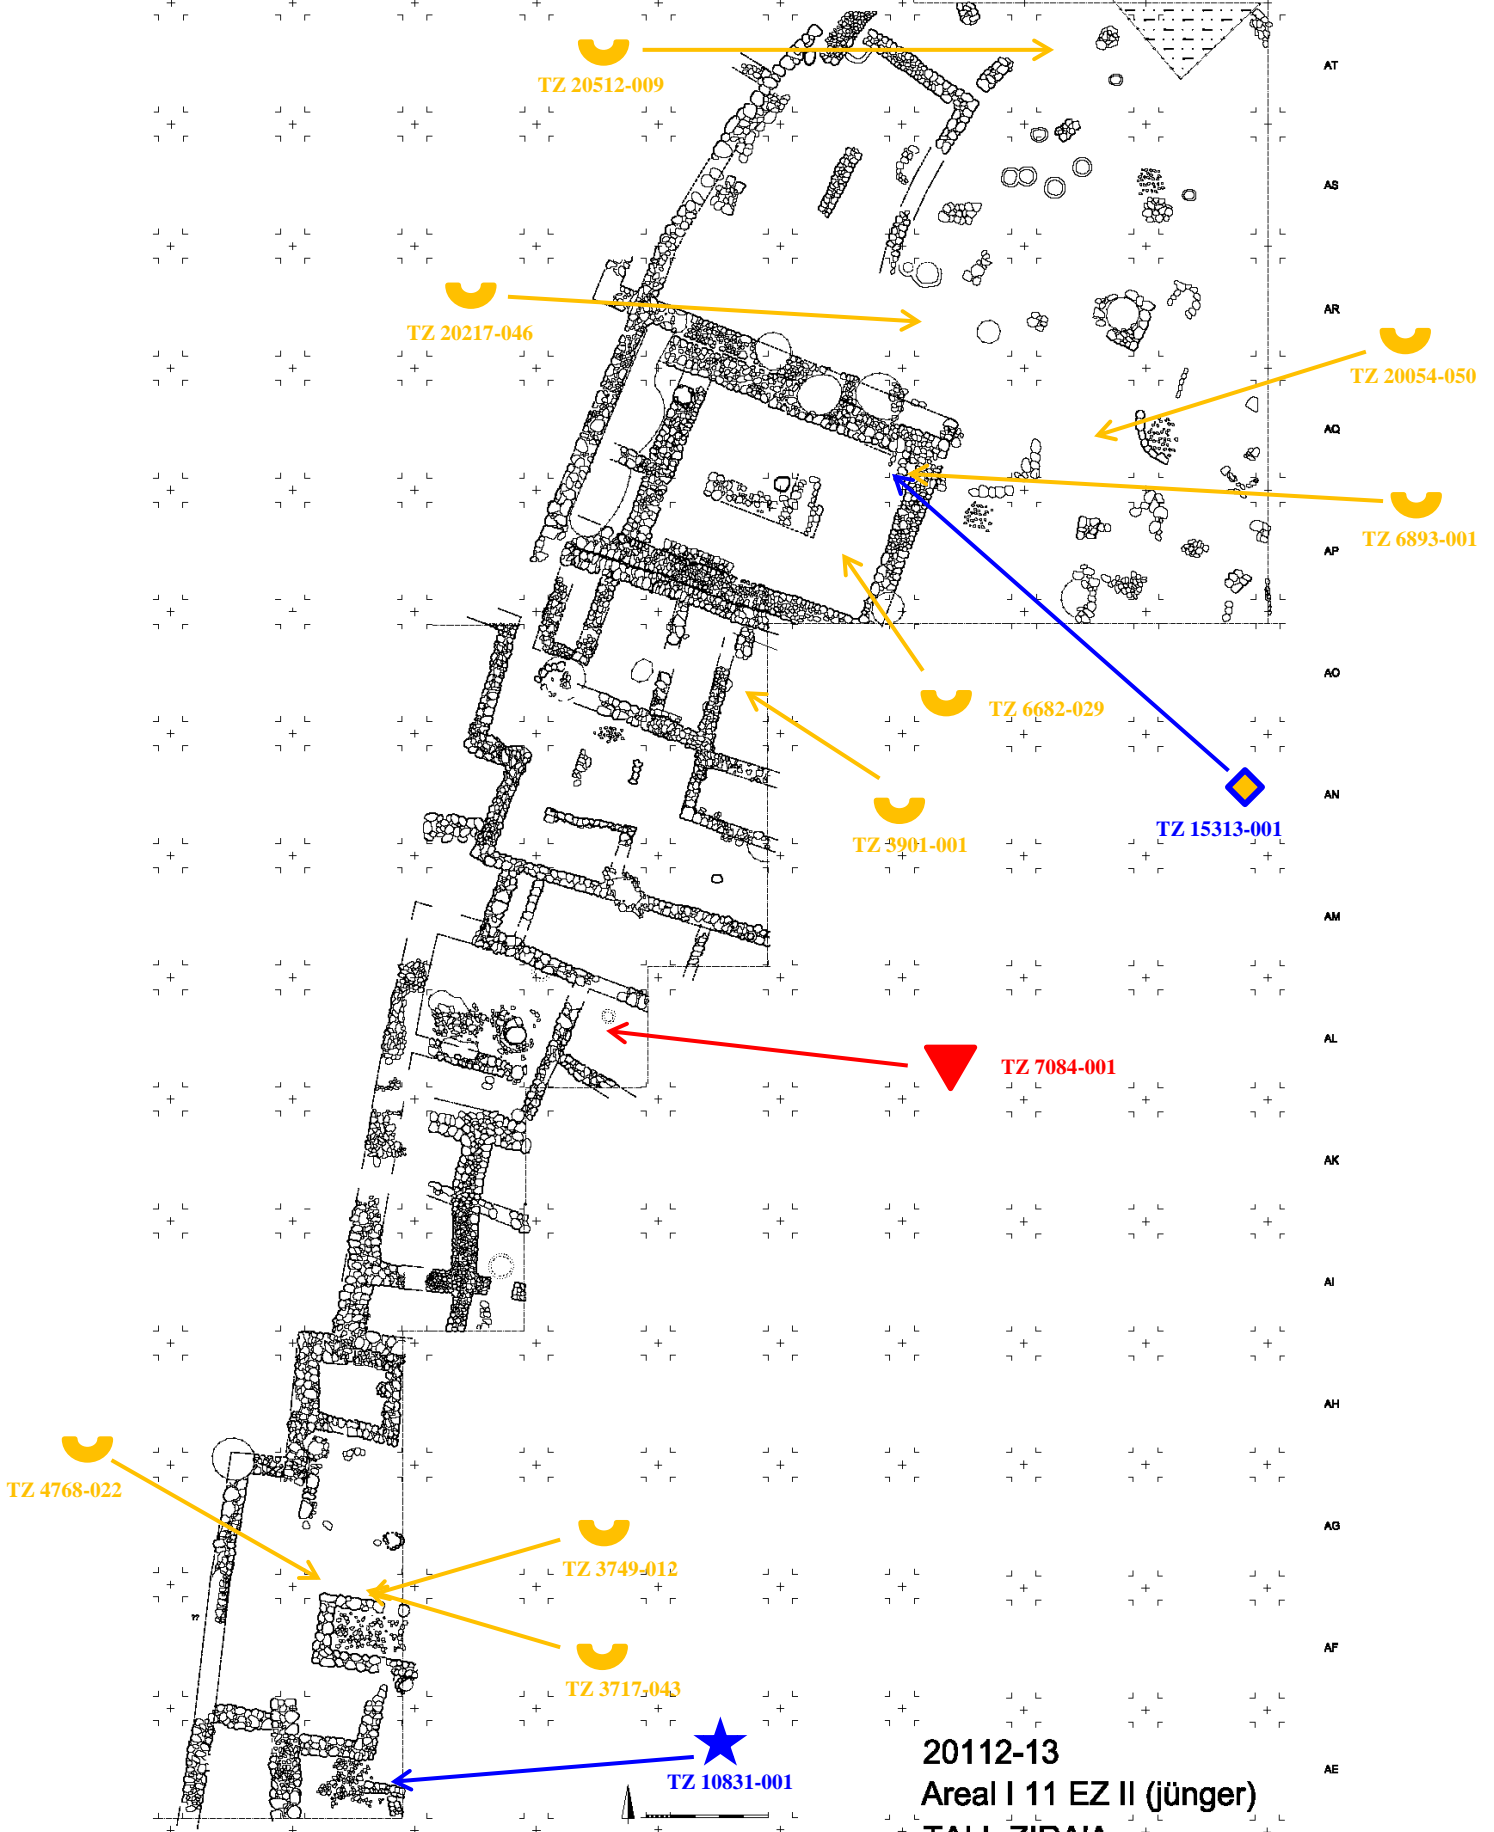 AT
TZ 20512-009
AS
AR
TZ 20217-046
TZ 20054-050
AQ
TZ 6893-001
AP
AO
TZ 6682-029
AN
TZ 15313-001
TZ 3901-001
AM
AL
TZ 7084-001
AK
AI
AH
TZ 4768-022
AG
TZ 3749-012
??
AF
TZ 3717-043
20112-13
AE
TZ 10831-001
Areal I 11 EZ II (jünger)